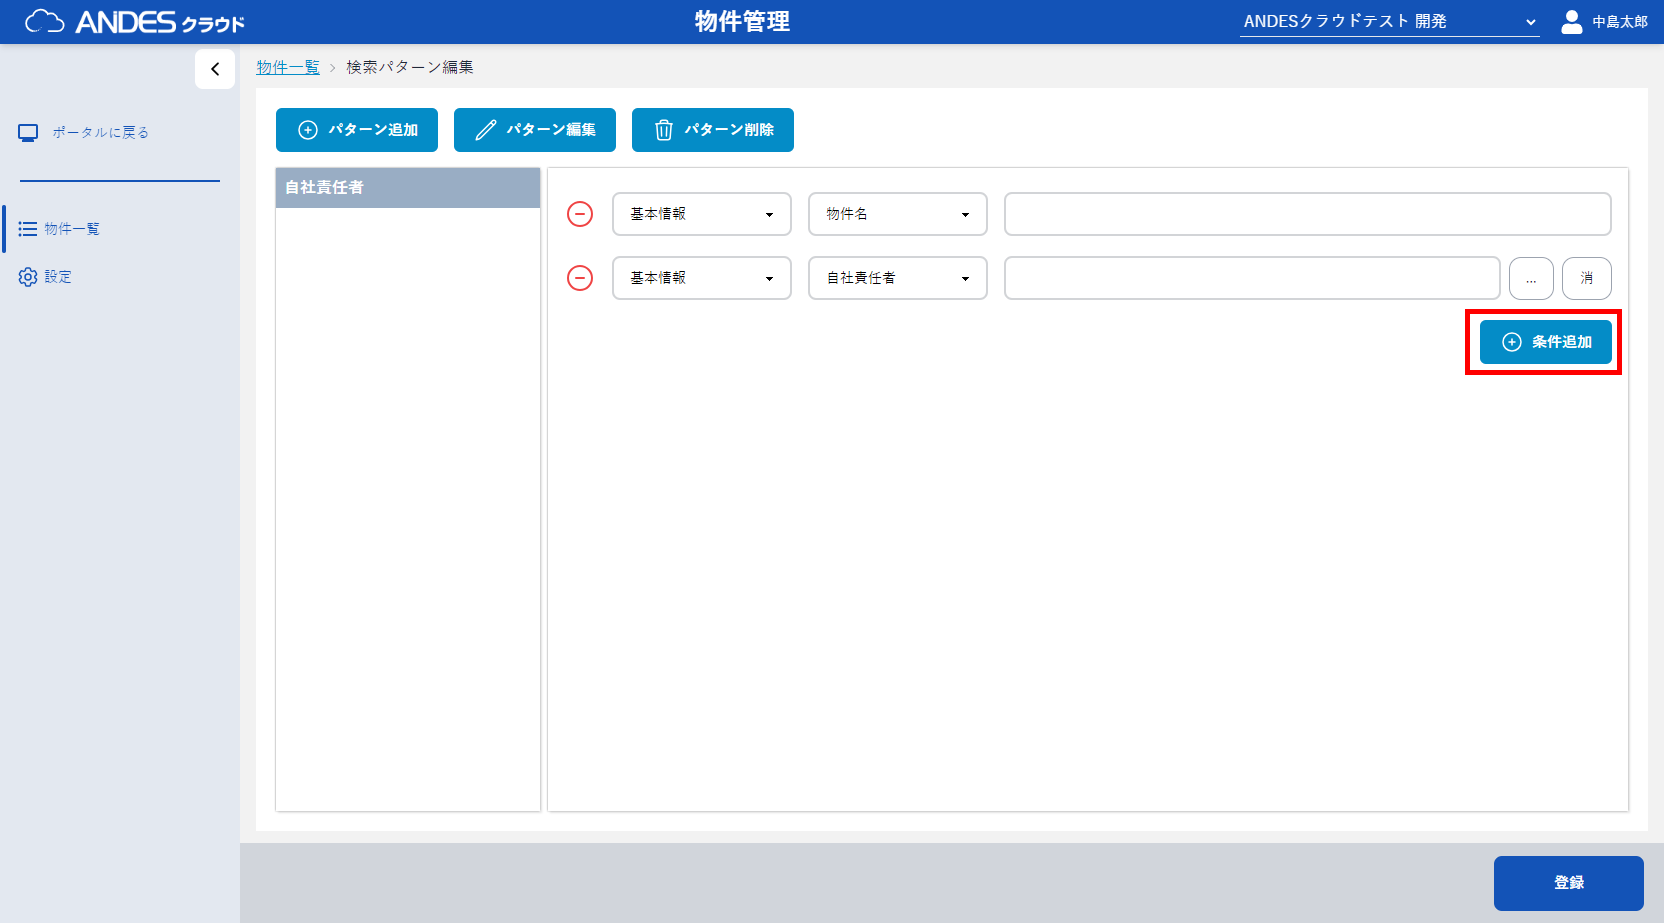 ANDES クラウド
物件管理
ANDESクラウドテスト 開発
中島太郎
物件一覧 > 検索パターン編集
ポータルに戻る
物件一覧
設定
パターン追加
パターン編集
パターン削除
自社責任者
基本情報
物件名
基本情報
自社責任者
...
消
条件追加
登録